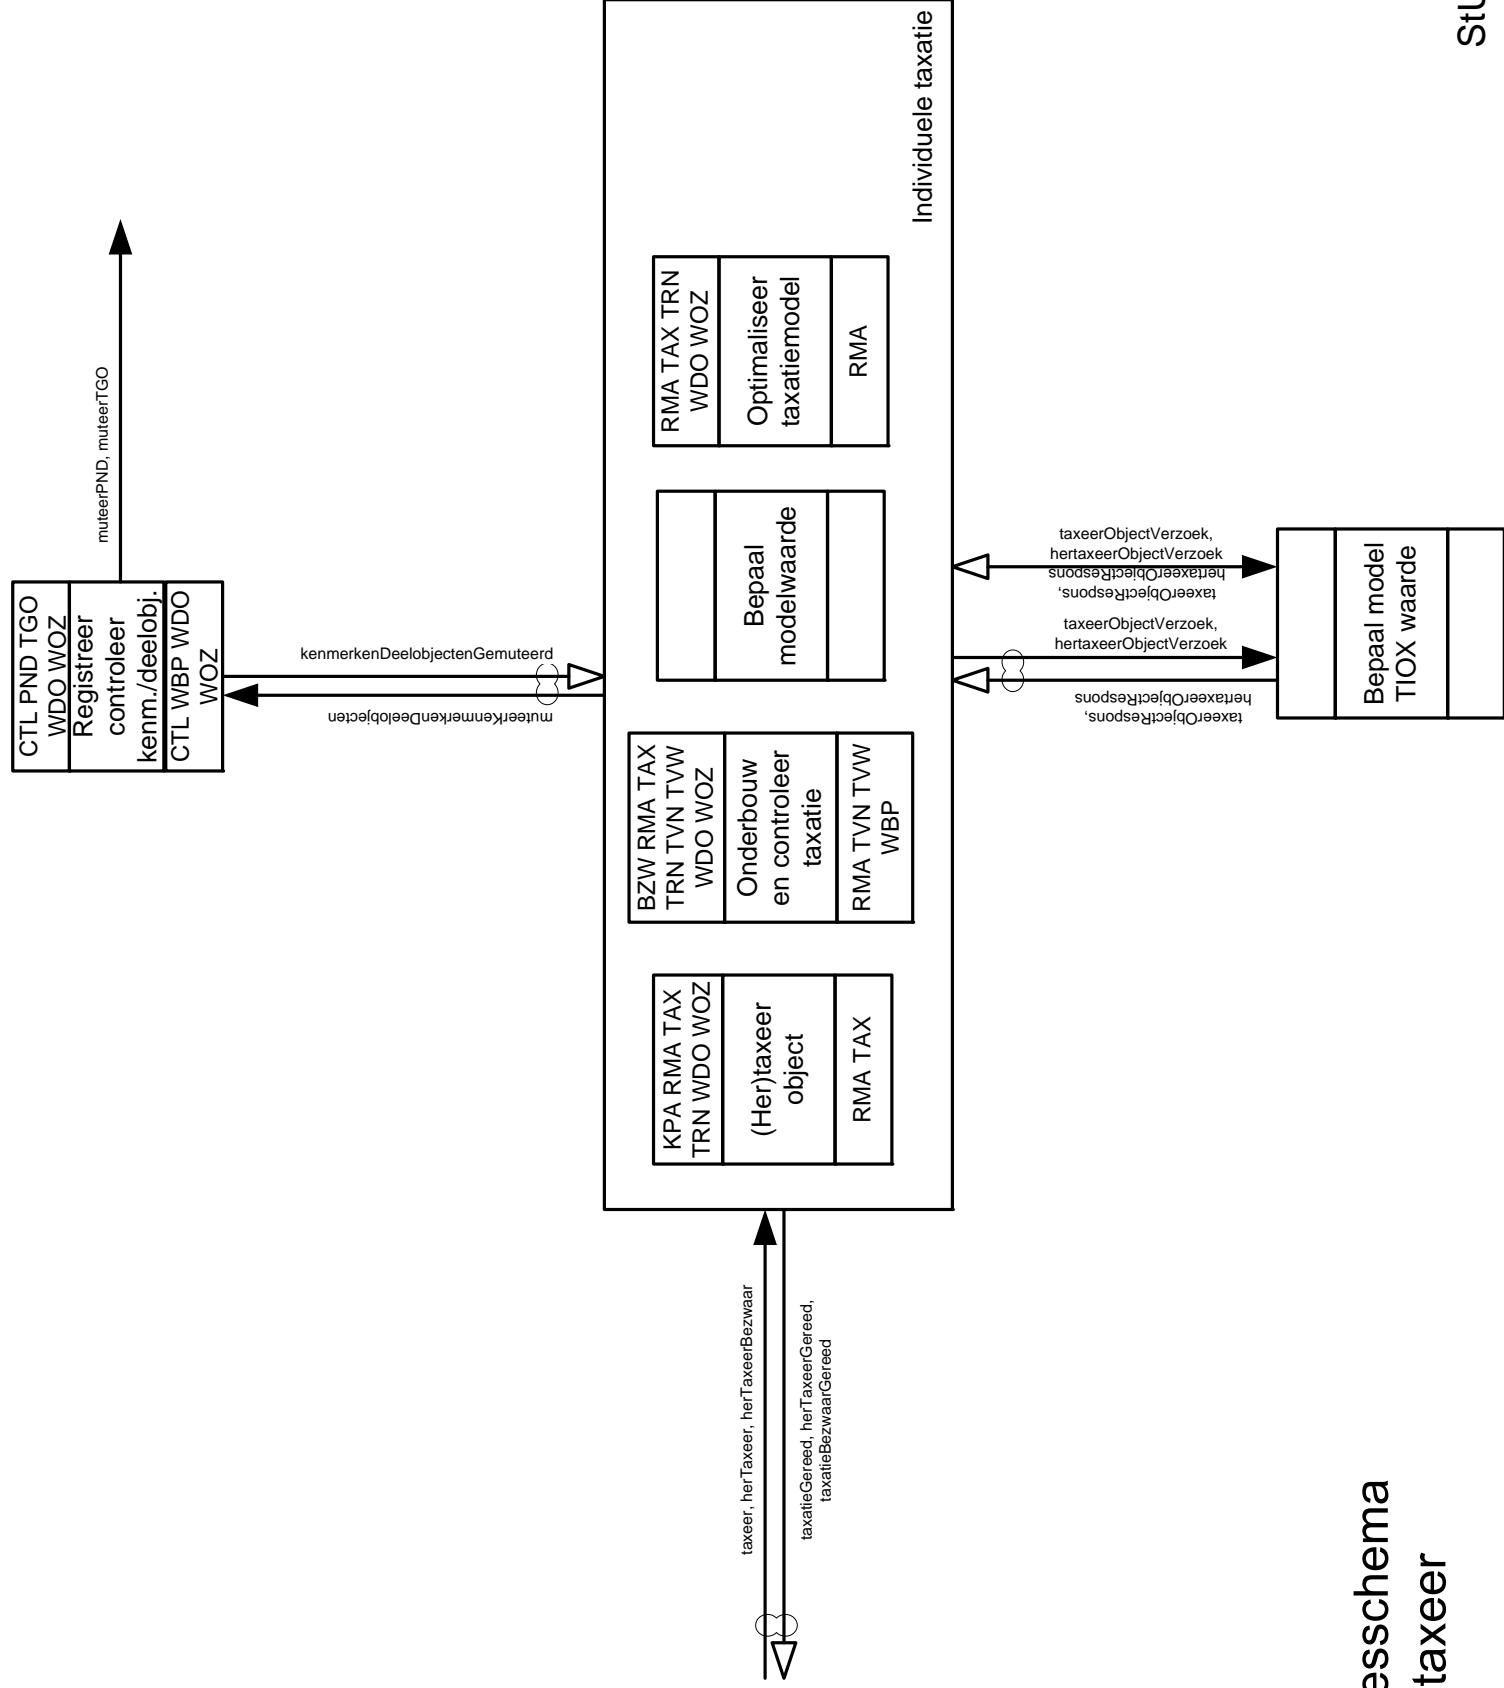 CTL PND TGO
WDO WOZ
Registreer
controleer
kenm./deelobj.
CTL WBP WDO
WOZ
muteerPND, muteerTGO
kenmerkenDeelobjectenGemuteerd
muteerKenmerkenDeelobjecten
Individuele taxatie
KPA RMA TAX
TRN WDO WOZ
(Her)taxeer
object
RMA TAX
BZW RMA TAX
TRN TVN TVW
WDO WOZ
Onderbouw
en controleer
taxatie
RMA TVN TVW
WBP
Bepaal
modelwaarde
RMA TAX TRN
WDO WOZ
Optimaliseer
taxatiemodel
RMA
taxeer, herTaxeer, herTaxeerBezwaar
taxatieGereed, herTaxeerGereed,
taxatieBezwaarGereed
taxeerObjectVerzoek,
hertaxeerObjectVerzoek
taxeerObjectRespons,
hertaxeerObjectRespons
taxeerObjectVerzoek,
hertaxeerObjectVerzoek
taxeerObjectRespons,
hertaxeerObjectRespons
Bepaal model
TIOX waarde
esschema
taxeer